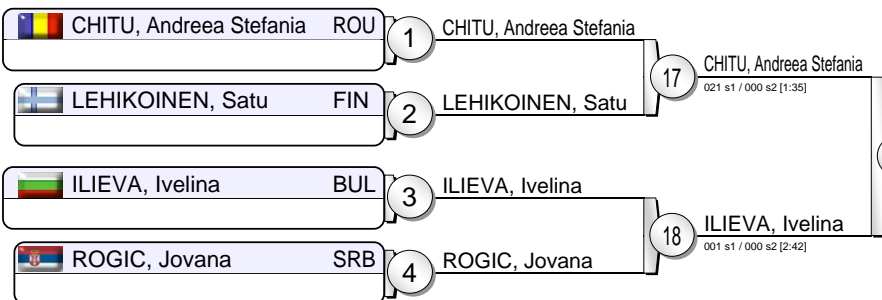 CHITU, Andreea Stefania ROU
1
CHITU, Andreea Stefania
17
CHITU, Andreea Stefania
021 s1 / 000 s2 [1:35]
LEHIKOINEN, Satu FIN
2
LEHIKOINEN, Satu
ILIEVA, Ivelina BUL
3
ILIEVA, Ivelina
18
ILIEVA, Ivelina
001 s1 / 000 s2 [2:42]
ROGIC, Jovana SRB
4
ROGIC, Jovana